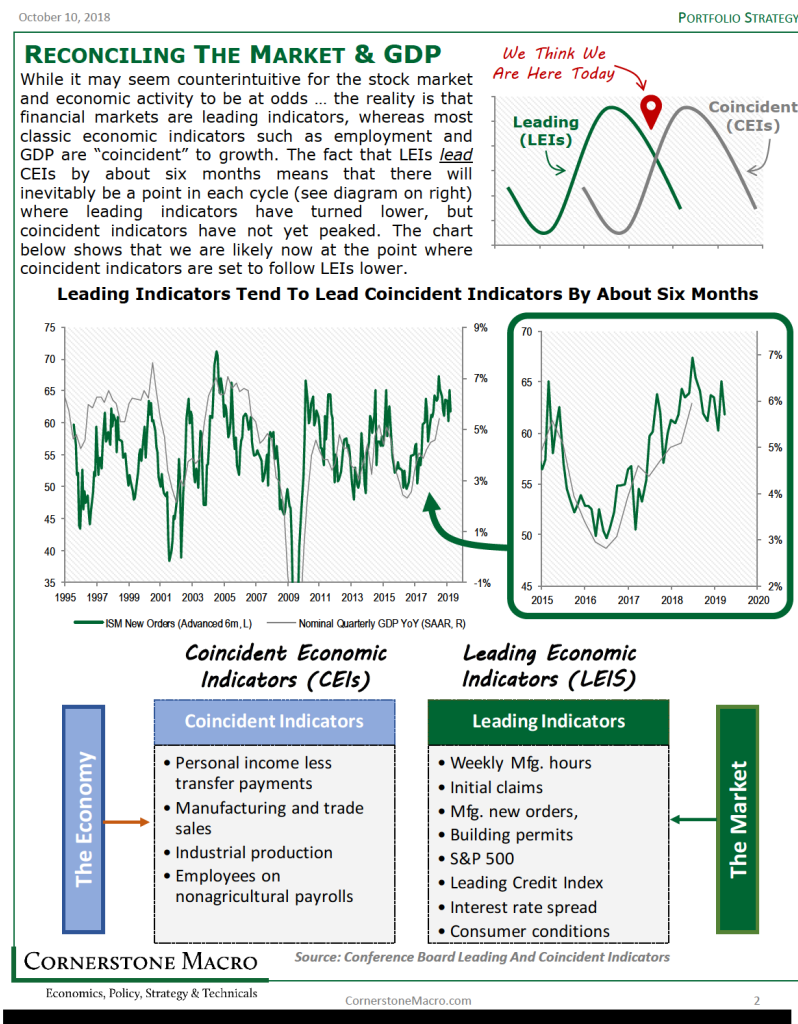 October 10, 2018
PORTFOLIO STRATEGY
RECONCILING THE MARKET & GDP
While it may seem counterintuitive for the stock market
and economic activity to be at odds … the reality is that
financial markets are leading indicators, whereas most
classic economic indicators such as employment and
GDP are “coincident” to growth. The fact that LEIs lead
CEIs by about six months means that there will
inevitably be a point in each cycle (see diagram on right)
where leading indicators have turned lower, but
coincident indicators have not yet peaked. The chart
below shows that we are likely now at the point where
coincident indicators are set to follow LEIs lower.
We Think We
Are Here Today
Leading
(LEIs)
Coincident
(CEIs)
Leading Indicators Tend To Lead Coincident Indicators By About Six Months
75
70
65
60
55
50
45
40
35
9%
7%
5%
3%
1%
-1%
1995 1997 1999 2001 2003 2005 2007 2009 2011 2013 2015 2017 2019
ISM New Orders (Advanced 6m, L)
Nominal Quarterly GDP YoY (SAAR, R)
70
65
60
55
50
45
7%
6%
5%
4%
3%
2%
2015 2016 2017 2018 2019 2020
Coincident Economic
Indicators (CEIs)
Leading Economic
Indicators (LEIS)
The Economy
Coincident Indicators
• Personal income less
transfer payments
• Manufacturing and trade
sales
• Industrial production
• Employees on
nonagricultural payrolls
Leading Indicators
• Weekly Mfg. hours
• Initial claims
• Mfg. new orders,
• Building permits
• S&P 500
• Leading Credit Index
• Interest rate spread
• Consumer conditions
The Market
CORNERSTONE MACRO
Economics, Policy, Strategy & Technicals
Source: Conference Board Leading And Coincident Indicators
CornerstoneMacro.com
2